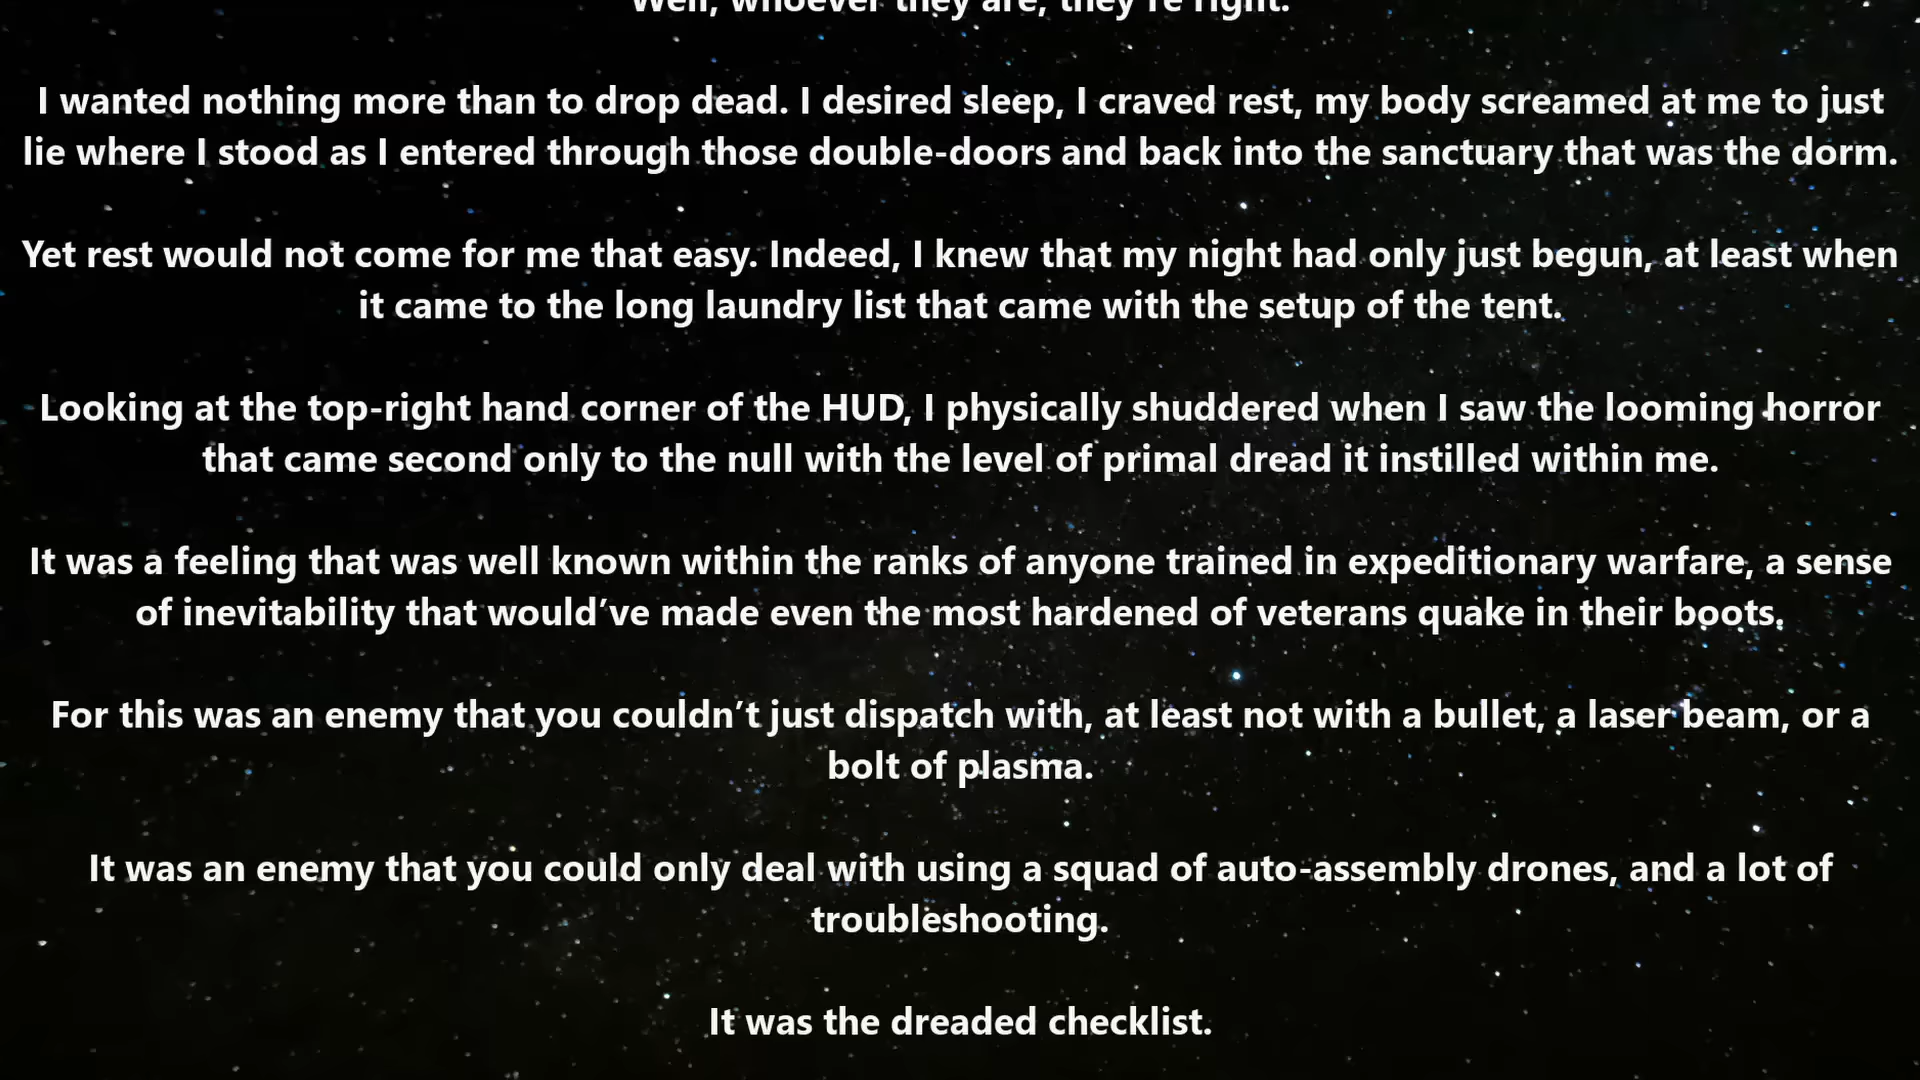 Well, whoever they are, they're right.
I wanted nothing more than to drop dead. I desired sleep, I craved rest, my body screamed at me to just
lie where I stood as I entered through those double-doors and back into the sanctuary that was the dorm.
Yet rest would not come for me that easy. Indeed, I knew that my night had only just begun, at least when
it came to the long laundry list that came with the setup of the tent.
Looking at the top-right hand corner of the HUD, I physically shuddered when I saw the looming horror
that came second only to the null with the level of primal dread it instilled within me.
It was a feeling that was well known within the ranks of anyone trained in expeditionary warfare, a sense
of inevitability that would’ve made even the most hardened of veterans quake in their boots.
For this was an enemy that you couldn’t just dispatch with, at least not with a bullet, a laser beam, or a
bolt of plasma.
It was an enemy that you could only deal with using a squad of auto-assembly drones, and a lot of
troubleshooting.
It was the dreaded checklist.